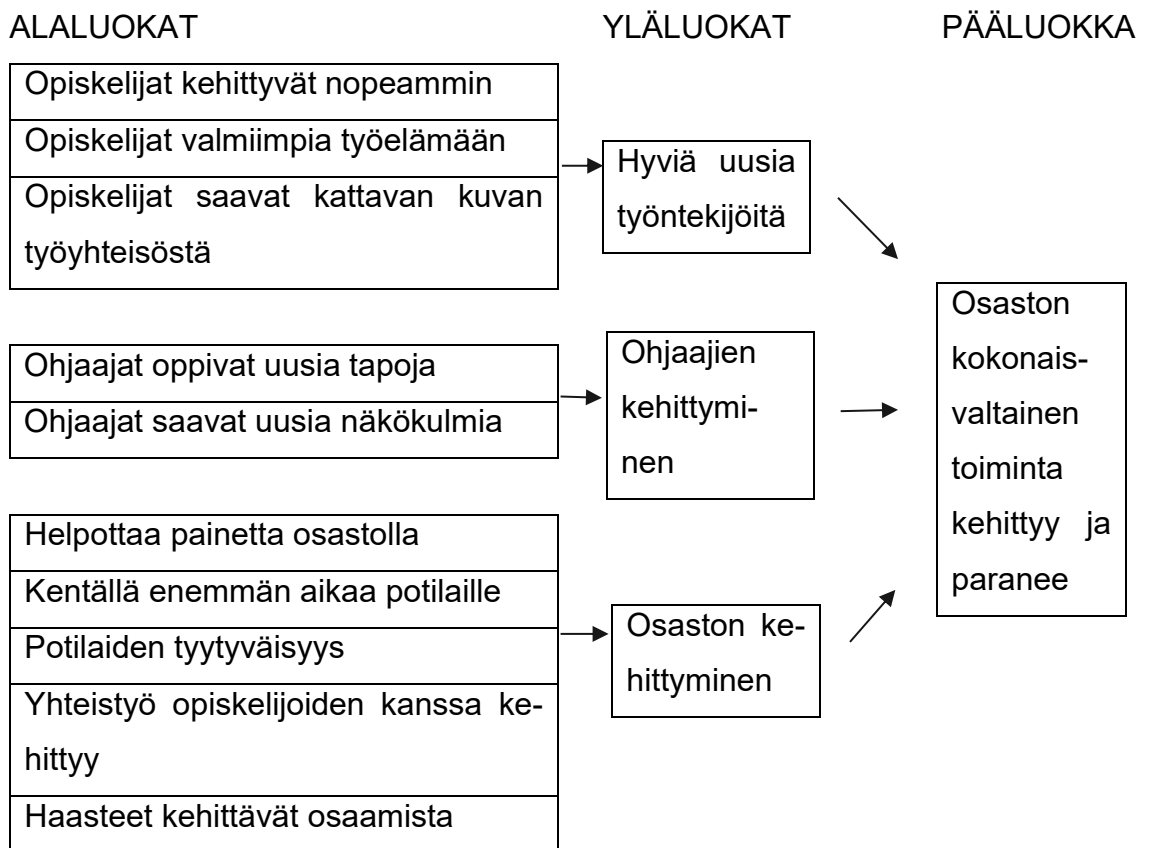 ALALUOKAT YLÄLUOKAT PÄÄLUOKKA
Opiskelijat kehittyvät nopeammin
Opiskelijat valmiimpia työelämään
Opiskelijat saavat kattavan kuvan
työyhteisöstä
Hyviä uusia
työntekijöitä
Ohjaajat oppivat uusia tapoja
Ohjaajat saavat uusia näkökulmia
Ohjaajien
kehittymi-
nen
Helpottaa painetta osastolla
Kentällä enemmän aikaa potilaille
Potilaiden tyytyväisyys
Yhteistyö opiskelijoiden kanssa ke-
hittyy
Haasteet kehittävät osaamista
Osaston ke-
hittyminen
Osaston
kokonais-
valtainen
toiminta
kehittyy ja
paranee